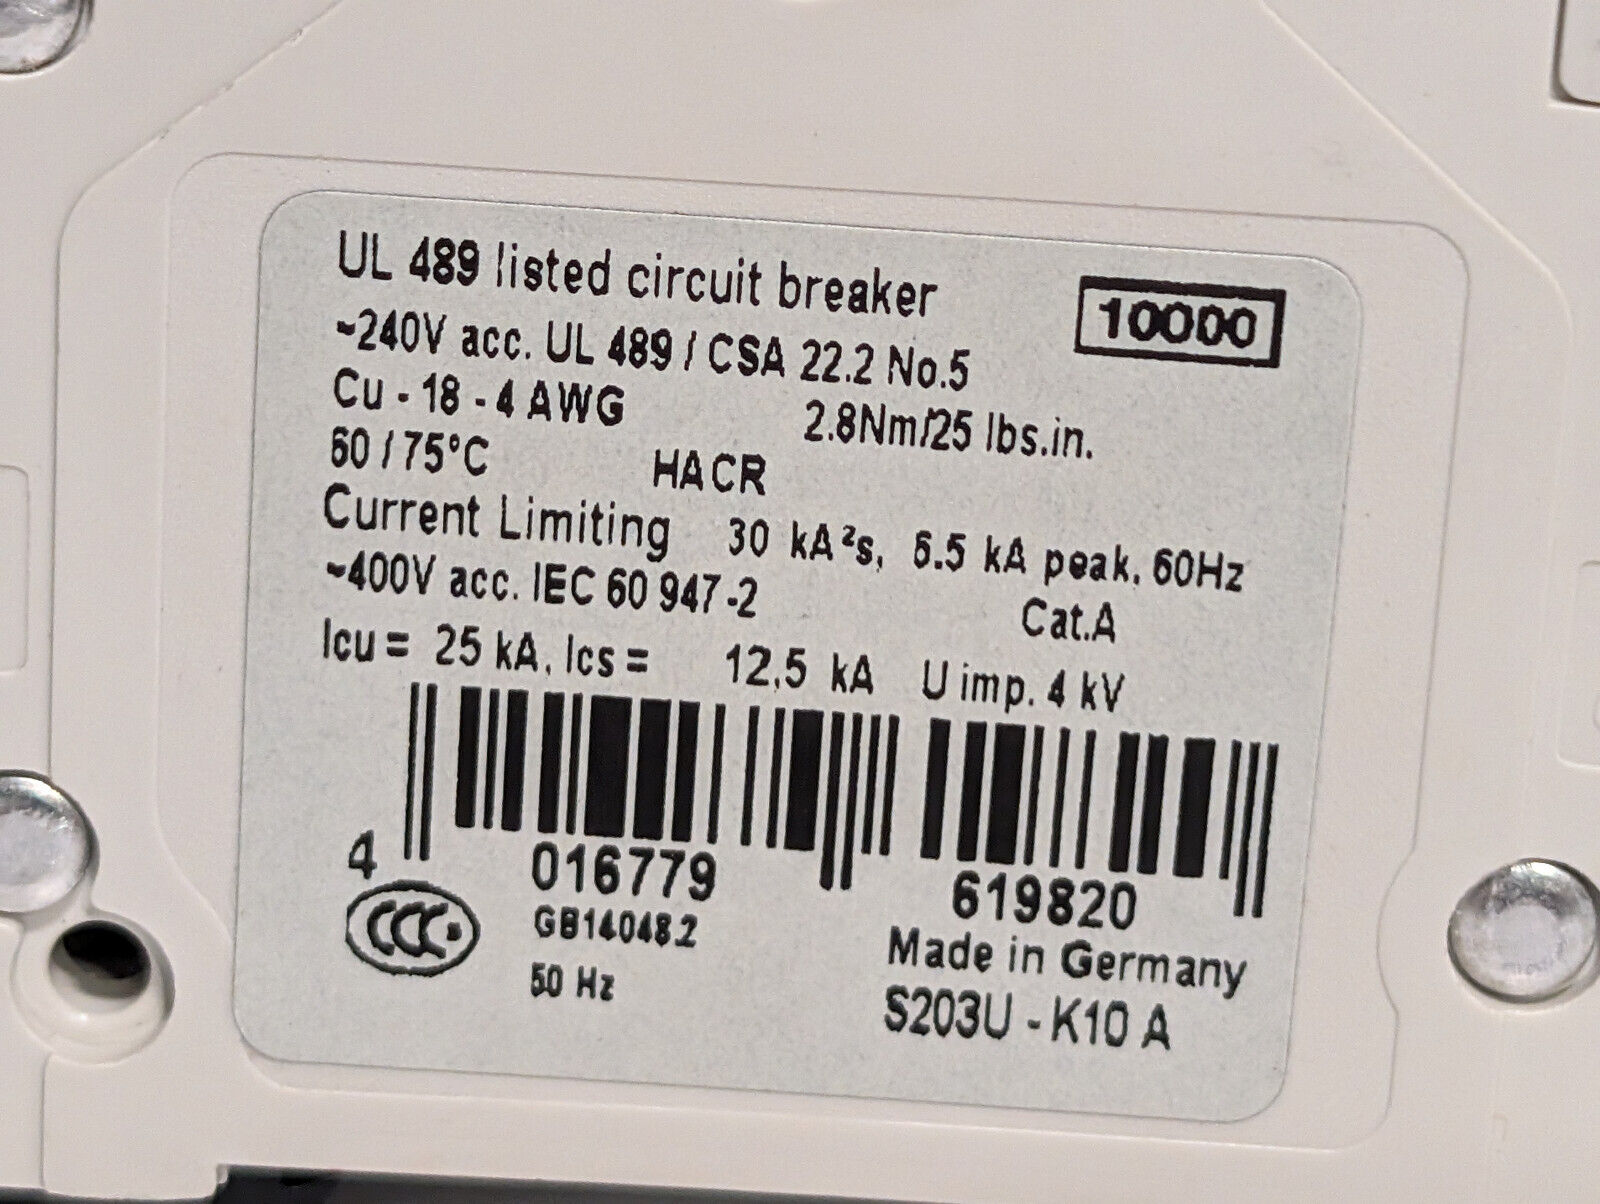 UL 489 listed circuit breaker
10000
~240V acc. UL 489 / CSA 22.2 No.5
Cu - 18 - 4 AWG 2.8Nm/25 lbs.in.
60 / 75°C HACR
Current Limiting 30 kA²s, 6.5 kA peak, 60Hz
~400V acc. IEC 60 947-2 Cat.A
Icu = 25 kA, Ics = 12,5 kA U imp. 4 kV
4 016779 619820
CCC GB14048.2 Made in Germany
50 Hz S203U - K10 A